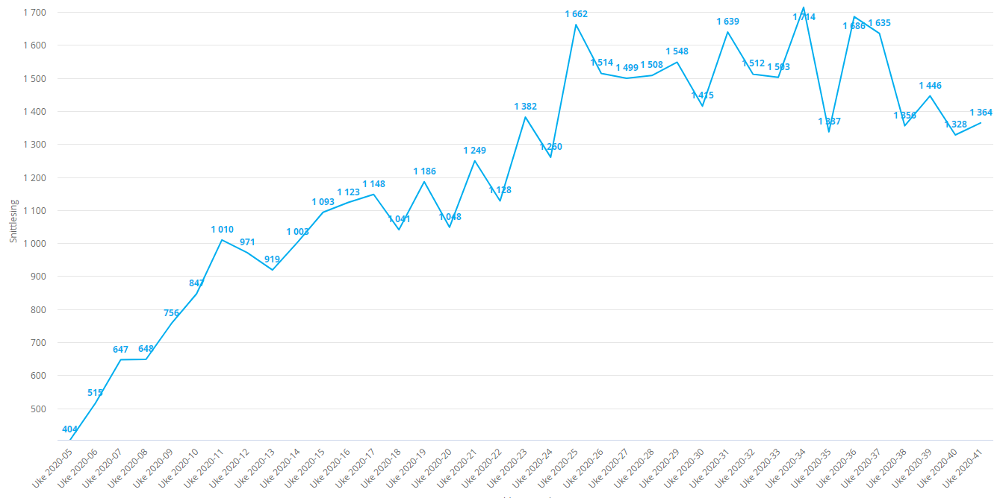 1 700
1 600
1 500
1 400
1 300
1 200
1 100
1 000
900
800
700
600
500
Snittlesing
404
515
647
648
756
847
1 010
971
919
1 003
1 093
1 123
1 148
1 041
1 186
1 048
1 249
1 128
1 382
1 260
1 662
1 514
1 499
1 508
1 548
1 415
1 639
1 512
1 503
1 714
1 337
1 686
1 635
1 356
1 446
1 328
1 364
Uke 2020-05
Uke 2020-06
Uke 2020-07
Uke 2020-08
Uke 2020-09
Uke 2020-10
Uke 2020-11
Uke 2020-12
Uke 2020-13
Uke 2020-14
Uke 2020-15
Uke 2020-16
Uke 2020-17
Uke 2020-18
Uke 2020-19
Uke 2020-20
Uke 2020-21
Uke 2020-22
Uke 2020-23
Uke 2020-24
Uke 2020-25
Uke 2020-26
Uke 2020-27
Uke 2020-28
Uke 2020-29
Uke 2020-30
Uke 2020-31
Uke 2020-32
Uke 2020-33
Uke 2020-34
Uke 2020-35
Uke 2020-36
Uke 2020-37
Uke 2020-38
Uke 2020-39
Uke 2020-40
Uke 2020-41